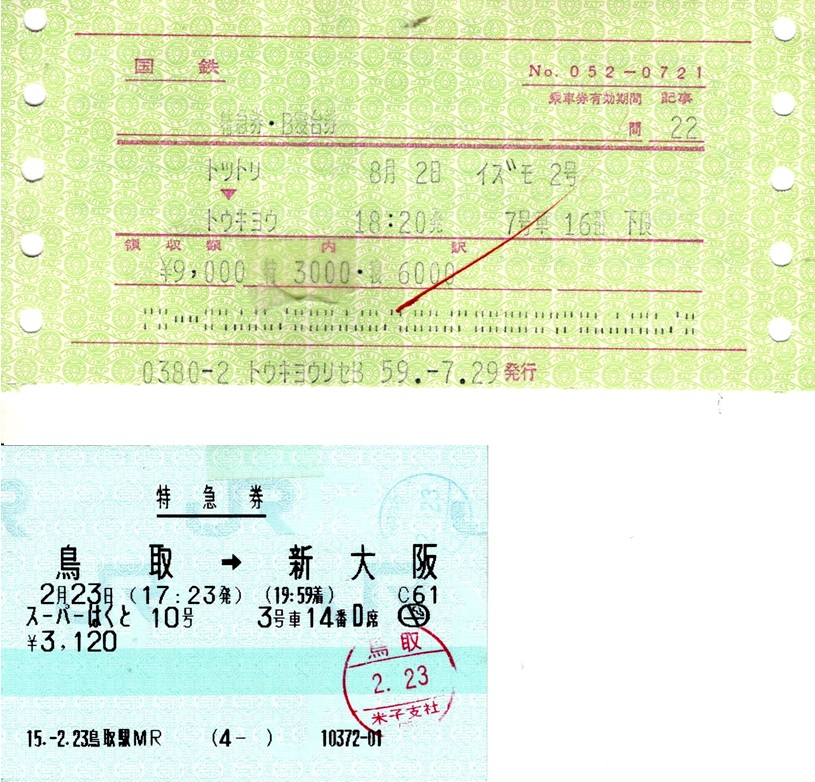 国鉄
No. 052-0721
乗車券有効期間 記事
特急券・B寝台券 間 22
トツトリ 8月 2日 イズモ 2号
トウキヨウ 18:20発 7号車 16番 下段
領収額 内訳
¥9,000 特 3000・寝 6000
0380-2 トウキヨウリセB 59.-7.29発行
特急券
鳥取 → 新大阪
2月23日 (17:23発) (19:59着) C61
スーパーはくと 10号 3号車14番D席
¥3,120
鳥取
2.23
米子支社
15.-2.23鳥取駅MR (4- ) 10372-01
JR
23